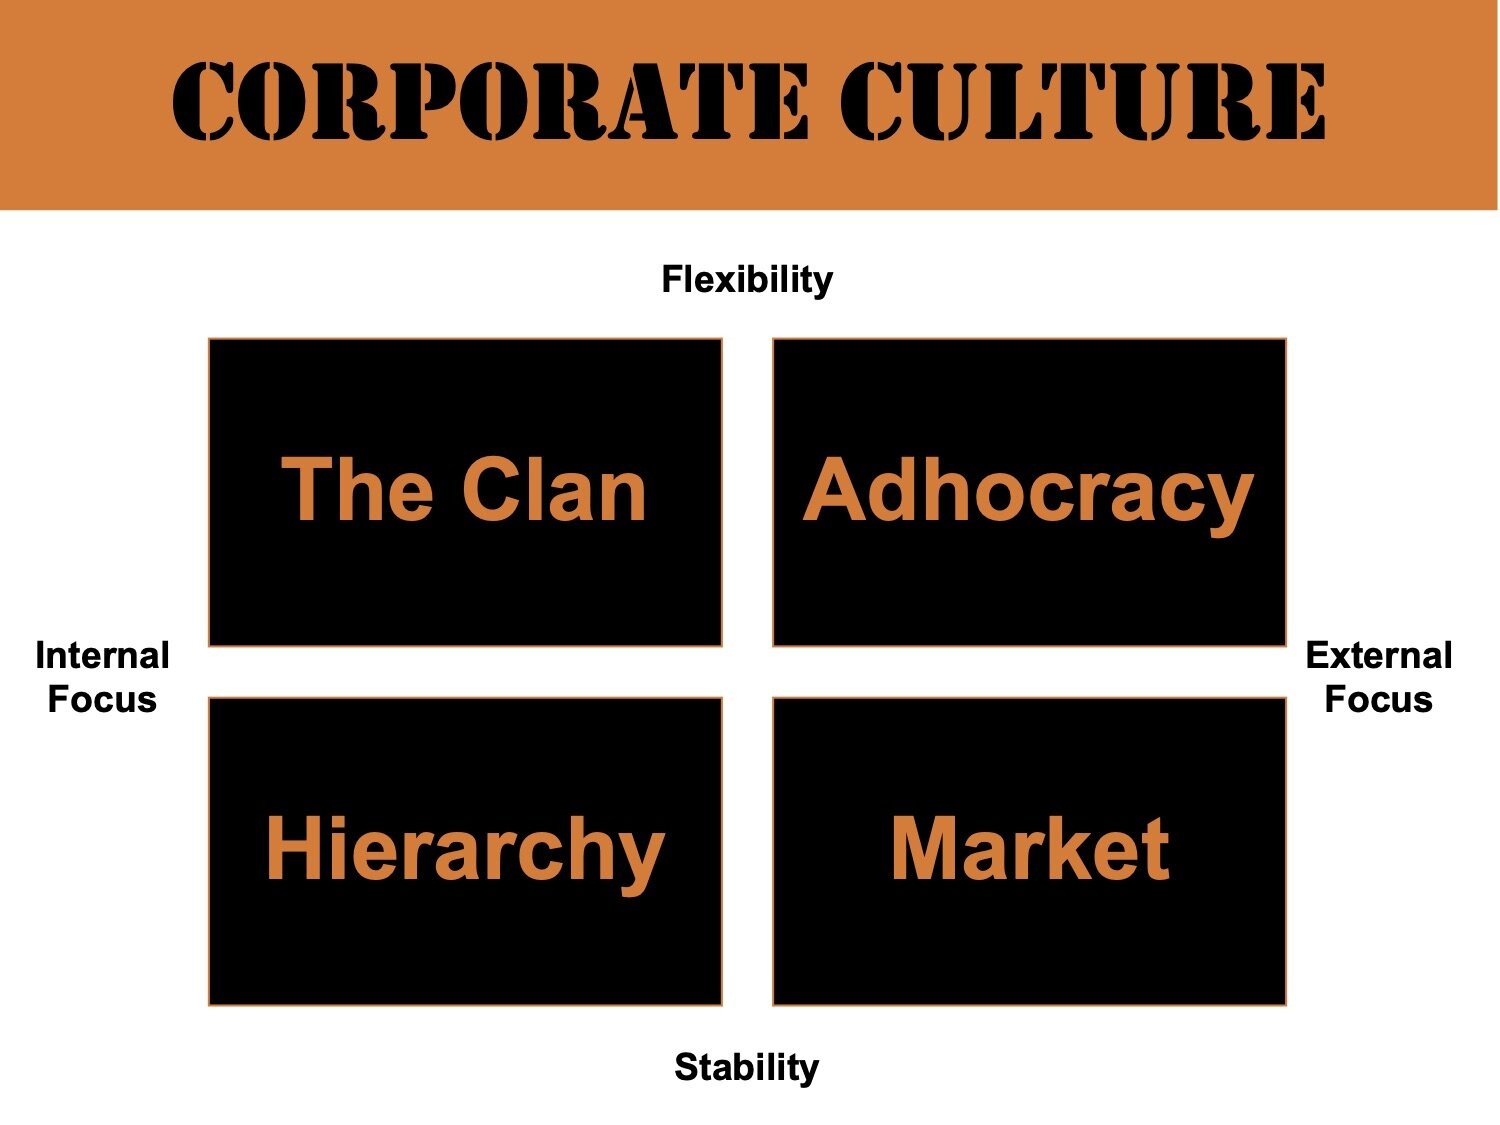 CORPORATE CULTURE
Flexibility
The Clan
Adhocracy
Internal
Focus
External
Focus
Hierarchy
Market
Stability